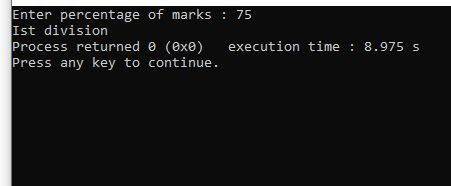 Enter percentage of marks : 75
Ist division
Process returned 0 (0x0)   execution time : 8.975 s
Press any key to continue.